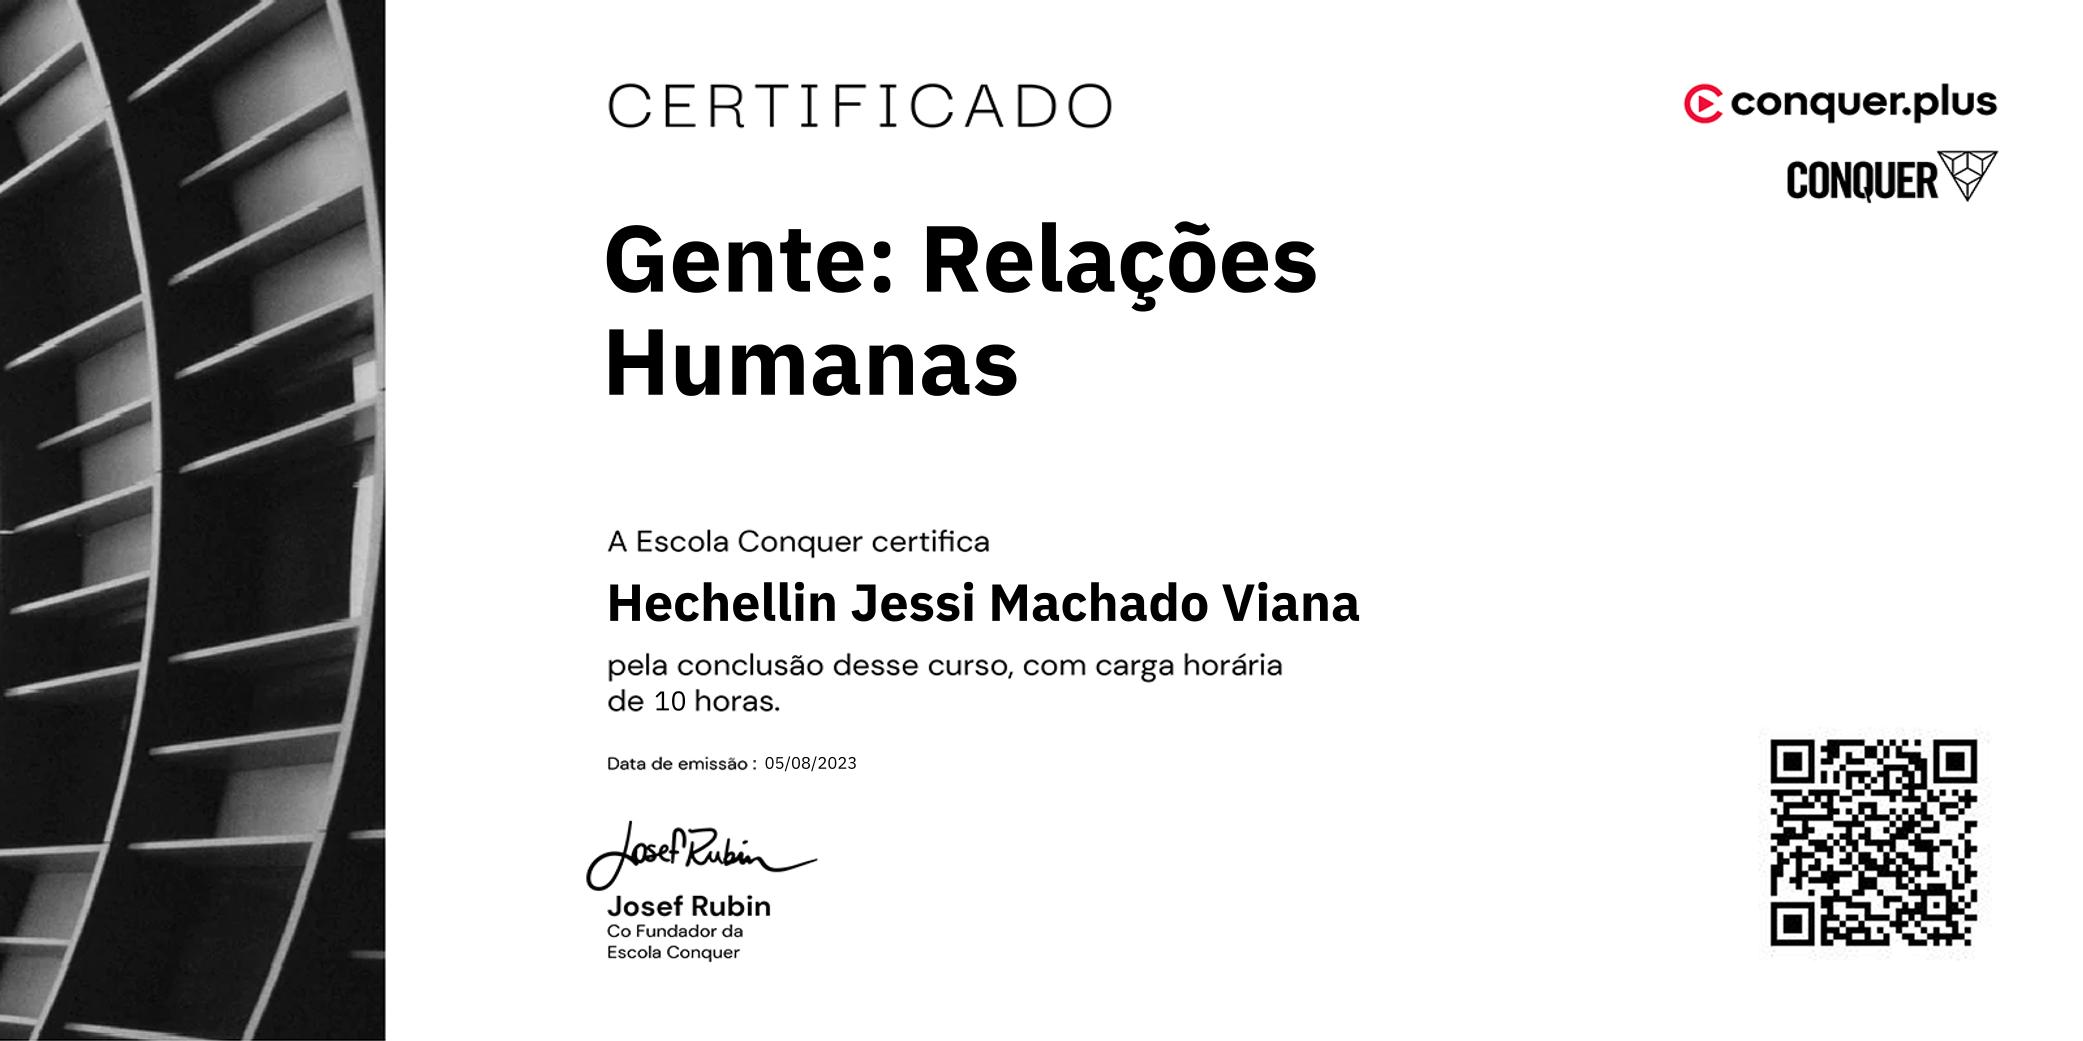 CERTIFICADO
conquer.plus
CONQUER
Gente: Relações
Humanas
A Escola Conquer certifica
Hechellin Jessi Machado Viana
pela conclusão desse curso, com carga horária
de 10 horas.
Data de emissão : 05/08/2023
Josef Rubin
Josef Rubin
Co Fundador da
Escola Conquer